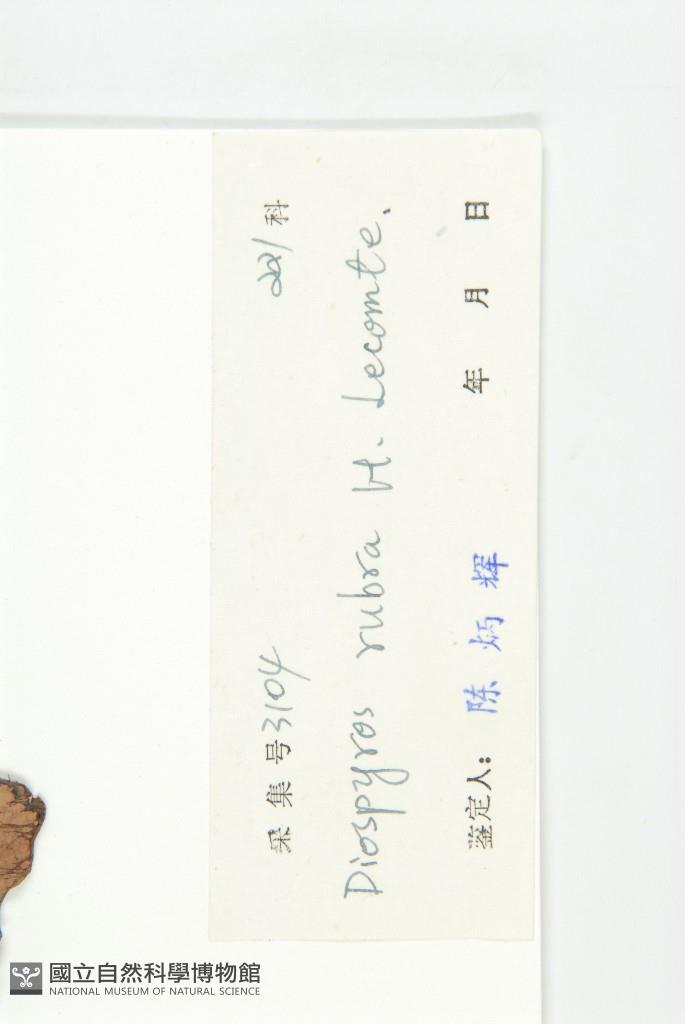 采集号3104 221科
Diospyros rubra H. Lecomte.
鉴定人：陈炳辉 年 月 日
國立自然科學博物館
NATIONAL MUSEUM OF NATURAL SCIENCE